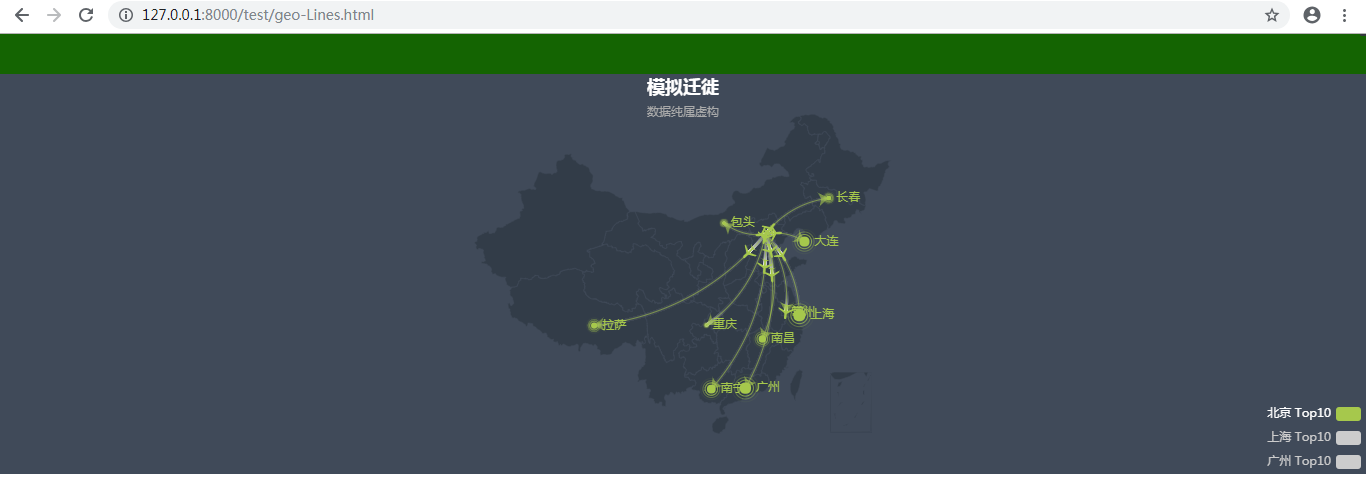 127.0.0.1:8000/test/geo-Lines.html
模拟迁徙
数据纯属虚构
长春
包头
大连
上海
拉萨
重庆
南昌
南宁
广州
北京 Top10
上海 Top10
广州 Top10